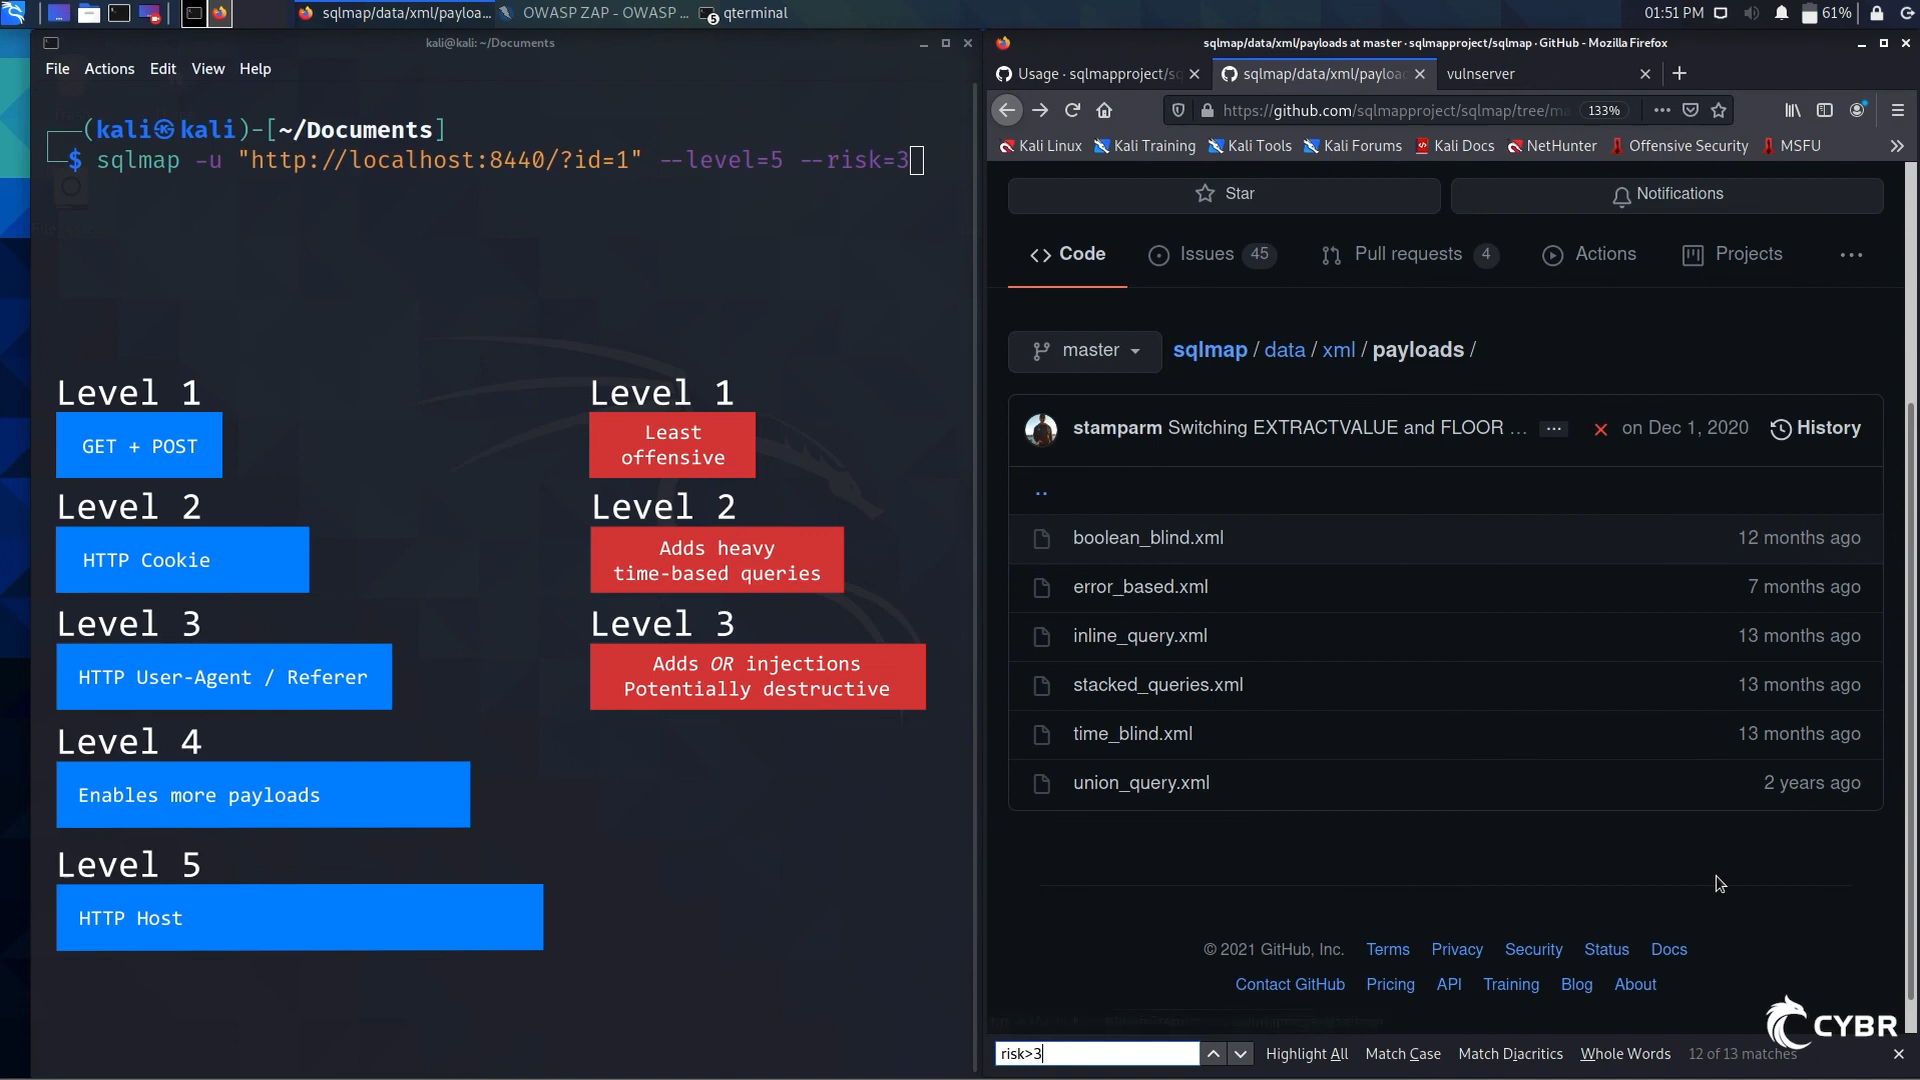 sqlmap/data/xml/payloa...
OWASP ZAP - OWASP ...
5
qterminal
01:51 PM
61%
kali@kali: ~/Documents
File Actions Edit View Help
(kali㉿kali)-[~/Documents]
$ sqlmap -u "http://localhost:8440/?id=1" --level=5 --risk=3
Level 1
GET + POST
Level 2
HTTP Cookie
Level 3
HTTP User-Agent / Referer
Level 4
Enables more payloads
Level 5
HTTP Host
Level 1
Least
offensive
Level 2
Adds heavy
time-based queries
Level 3
Adds OR injections
Potentially destructive
sqlmap/data/xml/payloads at master · sqlmapproject/sqlmap · GitHub - Mozilla Firefox
Usage · sqlmapproject/sq
sqlmap/data/xml/payloa
vulnserver
https://github.com/sqlmapproject/sqlmap/tree/ma
133%
Kali Linux Kali Training Kali Tools Kali Forums Kali Docs NetHunter Offensive Security MSFU
Star
Notifications
Code
Issues 45
Pull requests 4
Actions
Projects
master
sqlmap / data / xml / payloads /
stamparm Switching EXTRACTVALUE and FLOOR ... ... on Dec 1, 2020 History
..
boolean_blind.xml 12 months ago
error_based.xml 7 months ago
inline_query.xml 13 months ago
stacked_queries.xml 13 months ago
time_blind.xml 13 months ago
union_query.xml 2 years ago
© 2021 GitHub, Inc. Terms Privacy Security Status Docs
Contact GitHub Pricing API Training Blog About
CYBR
risk>3
Highlight All Match Case Match Diacritics Whole Words 12 of 13 matches